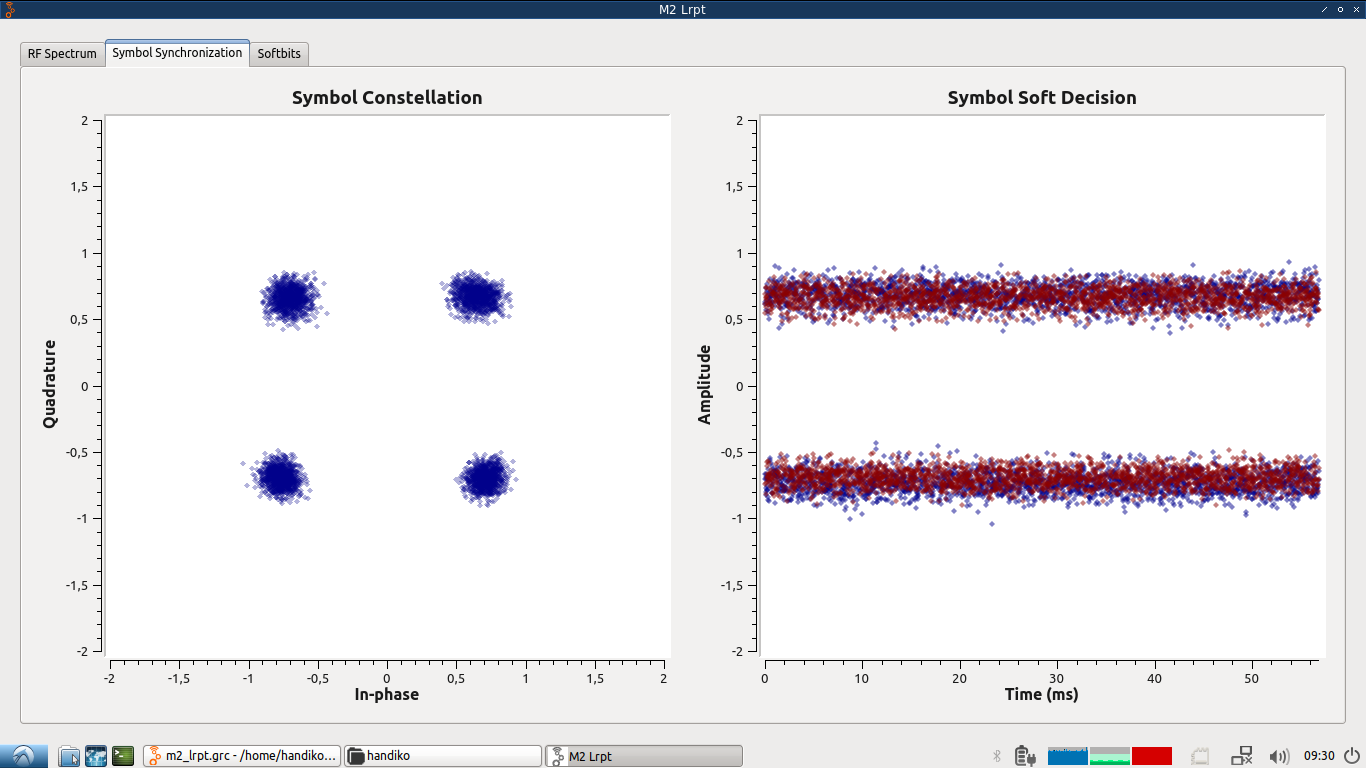 M2 Lrpt
RF Spectrum Symbol Synchronization Softbits
Symbol Constellation
2
1,5
1
0,5
0
-0,5
-1
-1,5
-2
Quadrature
-2 -1,5 -1 -0,5 0 0,5 1 1,5 2
In-phase
Symbol Soft Decision
2
1,5
1
0,5
0
-0,5
-1
-1,5
-2
Amplitude
0 10 20 30 40 50
Time (ms)
m2_lrpt.grc - /home/handiko... handiko M2 Lrpt 09:30